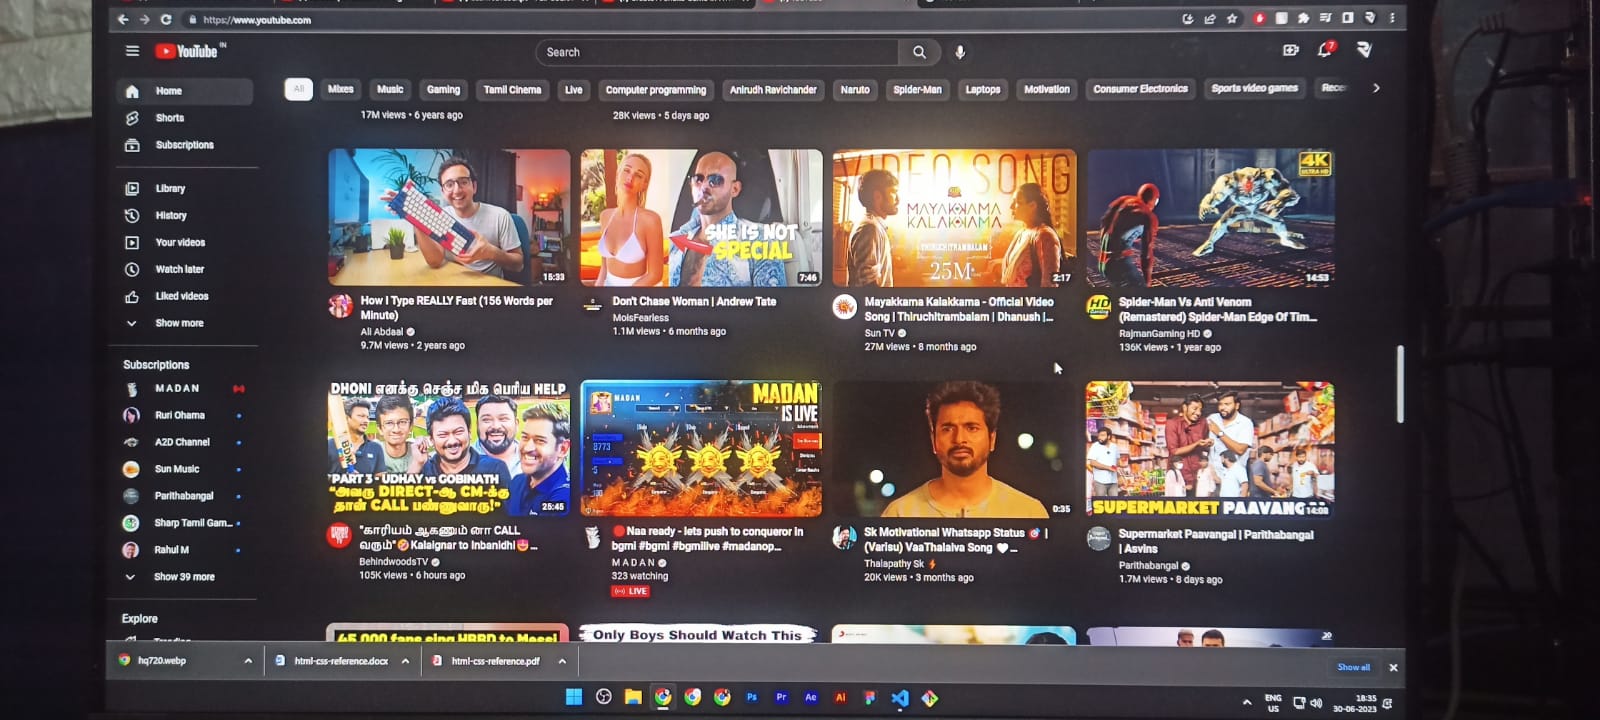 https://www.youtube.com
YouTube IN
Search
7
Home
Shorts
Subscriptions
Library
History
Your videos
Watch later
Liked videos
Show more
Subscriptions
M A D A N
Ruri Ohama
A2D Channel
Sun Music
Parithabangal
Sharp Tamil Gam...
Rahul M
Show 39 more
Explore
All Mixes Music Gaming Tamil Cinema Live Computer programming Anirudh Ravichander Naruto Spider-Man Laptops Motivation Consumer Electronics Sports video games Rece
17M views • 6 years ago
28K views • 5 days ago
15:33
How I Type REALLY Fast (156 Words per
Minute)
Ali Abdaal
9.7M views • 2 years ago
SHE IS NOT
SPECIAL
7:46
Don't Chase Woman | Andrew Tate
MoisFearless
1.1M views • 6 months ago
VIDEO SONG
MAYAKKAMA
KALAKKAMA
THIRUCHITRAMBALAM
25M
2:17
Mayakkama Kalakkama - Official Video
Song | Thiruchitrambalam | Dhanush |...
Sun TV
27M views • 8 months ago
4K
ULTRA HD
14:53
HD
Spider-Man Vs Anti Venom
(Remastered) Spider-Man Edge Of Tim...
RajmanGaming HD
136K views • 1 year ago
DHONI எனக்கு செஞ்ச மிக பெரிய HELP
PART 3 - UDHAY vs GOBINATH
"அவரு DIRECT-ஆ CM-க்கு
தான் CALL பண்ணுவாரு!"
25:45
"காரியம் ஆகணும் னா CALL
வரும்"🤣Kalaignar to Inbanidhi😍...
BehindwoodsTV
105K views • 6 hours ago
MADAN
MADAN
IS LIVE
8773
🔴Naa ready - lets push to conqueror in
bgmi #bgmi #bgmilive #madanop...
M A D A N
323 watching
LIVE
0:35
Sk Motivational Whatsapp Status 🎯 |
(Varisu) VaaThalaiva Song 🤍...
Thalapathy Sk ⚡
20K views • 3 months ago
SUPERMARKET PAAVANG
14:08
Supermarket Paavangal | Parithabangal
| Asvins
Parithabangal
1.7M views • 8 days ago
45,000 fans sing HBBD to Messi
Only Boys Should Watch This
hq720.webp
html-css-reference.docx
html-css-reference.pdf
Show all
Ps Pr Ae Ai
ENG
US
18:35
30-06-2023